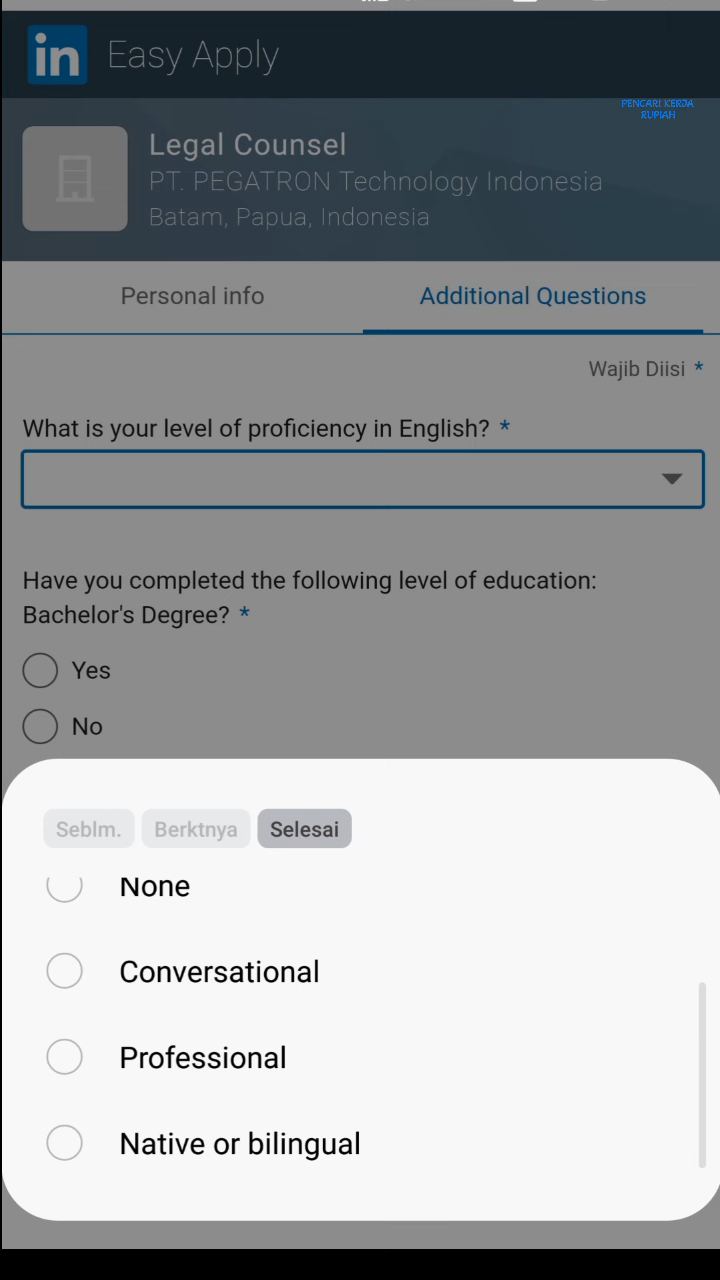 in Easy Apply
PENCARI KERJA
RUPIAH
Legal Counsel
PT. PEGATRON Technology Indonesia
Batam, Papua, Indonesia
Personal info
Additional Questions
Wajib Diisi *
What is your level of proficiency in English? *
Have you completed the following level of education:
Bachelor's Degree? *
Yes
No
Seblm. Berktnya Selesai
None
Conversational
Professional
Native or bilingual